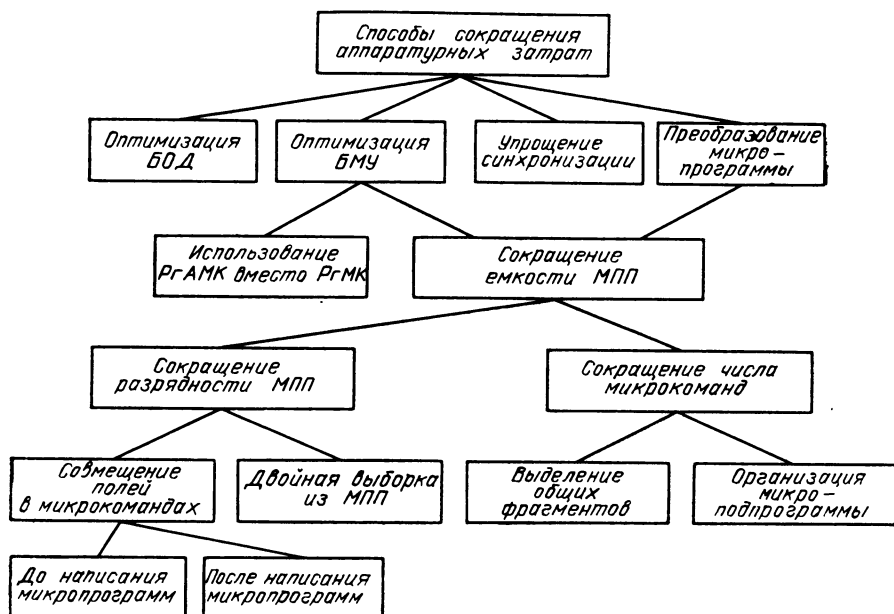 Способы сокращения
аппаратурных затрат
Оптимизация
БОД
Оптимизация
БМУ
Упрощение
синхронизации
Преобразование
микро-
программы
Использование
РгАМК вместо РгМК
Сокращение
емкости МПП
Сокращение
разрядности МПП
Сокращение числа
микрокоманд
Совмещение
полей
в микрокомандах
Двойная выборка
из МПП
Выделение
общих
фрагментов
Организация
микро-
подпрограммы
До написания
микропрограмм
После написания
микропрограмм